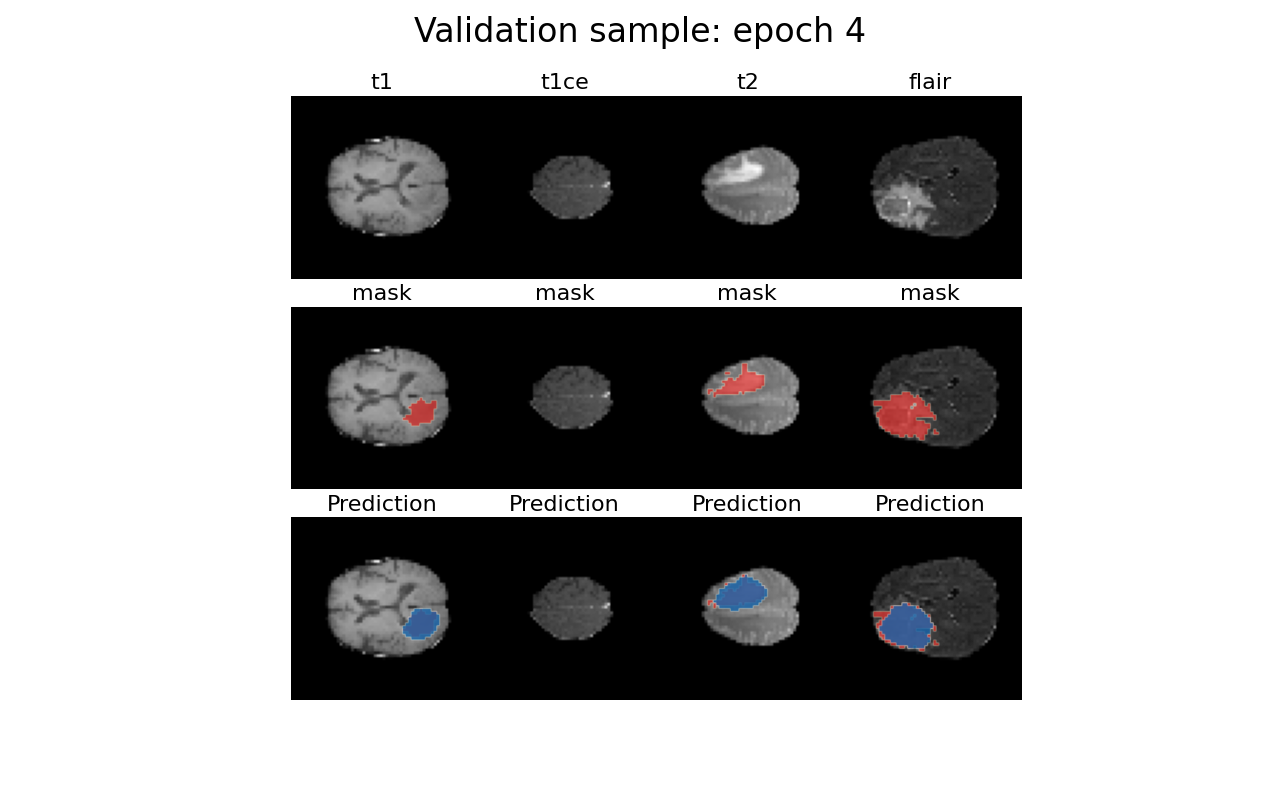 Validation sample: epoch 4
t1 t1ce t2 flair
mask mask mask mask
Prediction Prediction Prediction Prediction